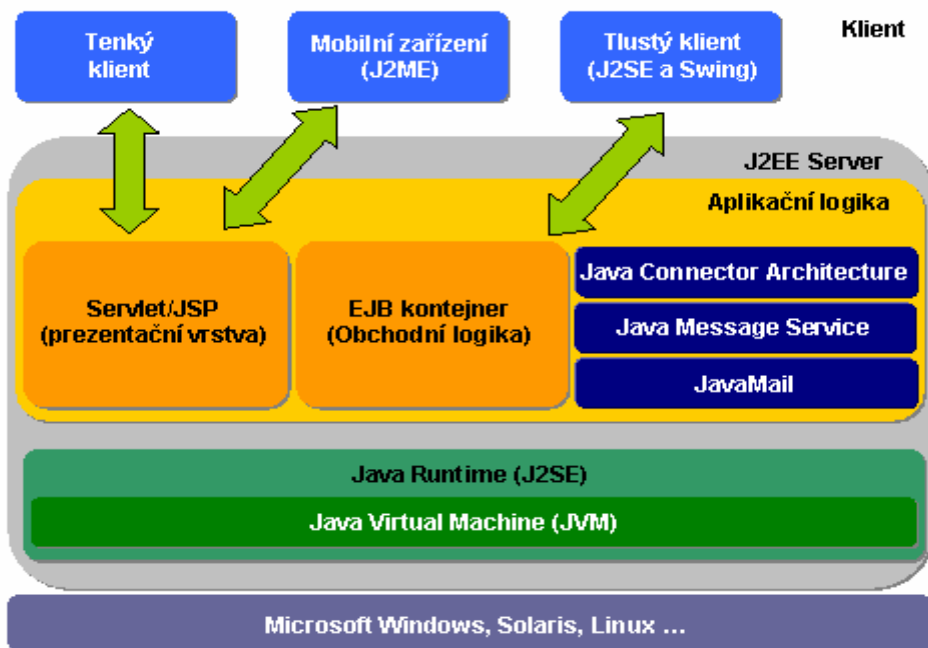 Tenký
klient
Mobilní zařízení
(J2ME)
Tlustý klient
(J2SE a Swing)
Klient
J2EE Server
Aplikační logika
Servlet/JSP
(prezentační vrstva)
EJB kontejner
(Obchodní logika)
Java Connector Architecture
Java Message Service
JavaMail
Java Runtime (J2SE)
Java Virtual Machine (JVM)
Microsoft Windows, Solaris, Linux ...